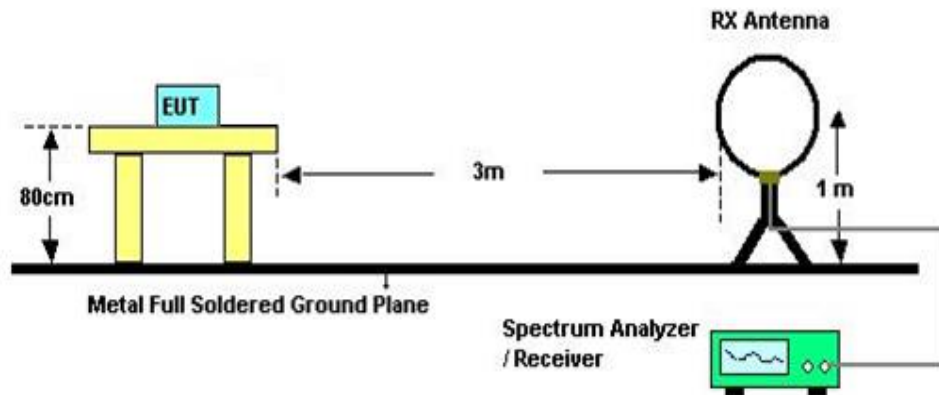 RX Antenna
EUT
3m
80cm
1 m
Metal Full Soldered Ground Plane
Spectrum Analyzer
/ Receiver